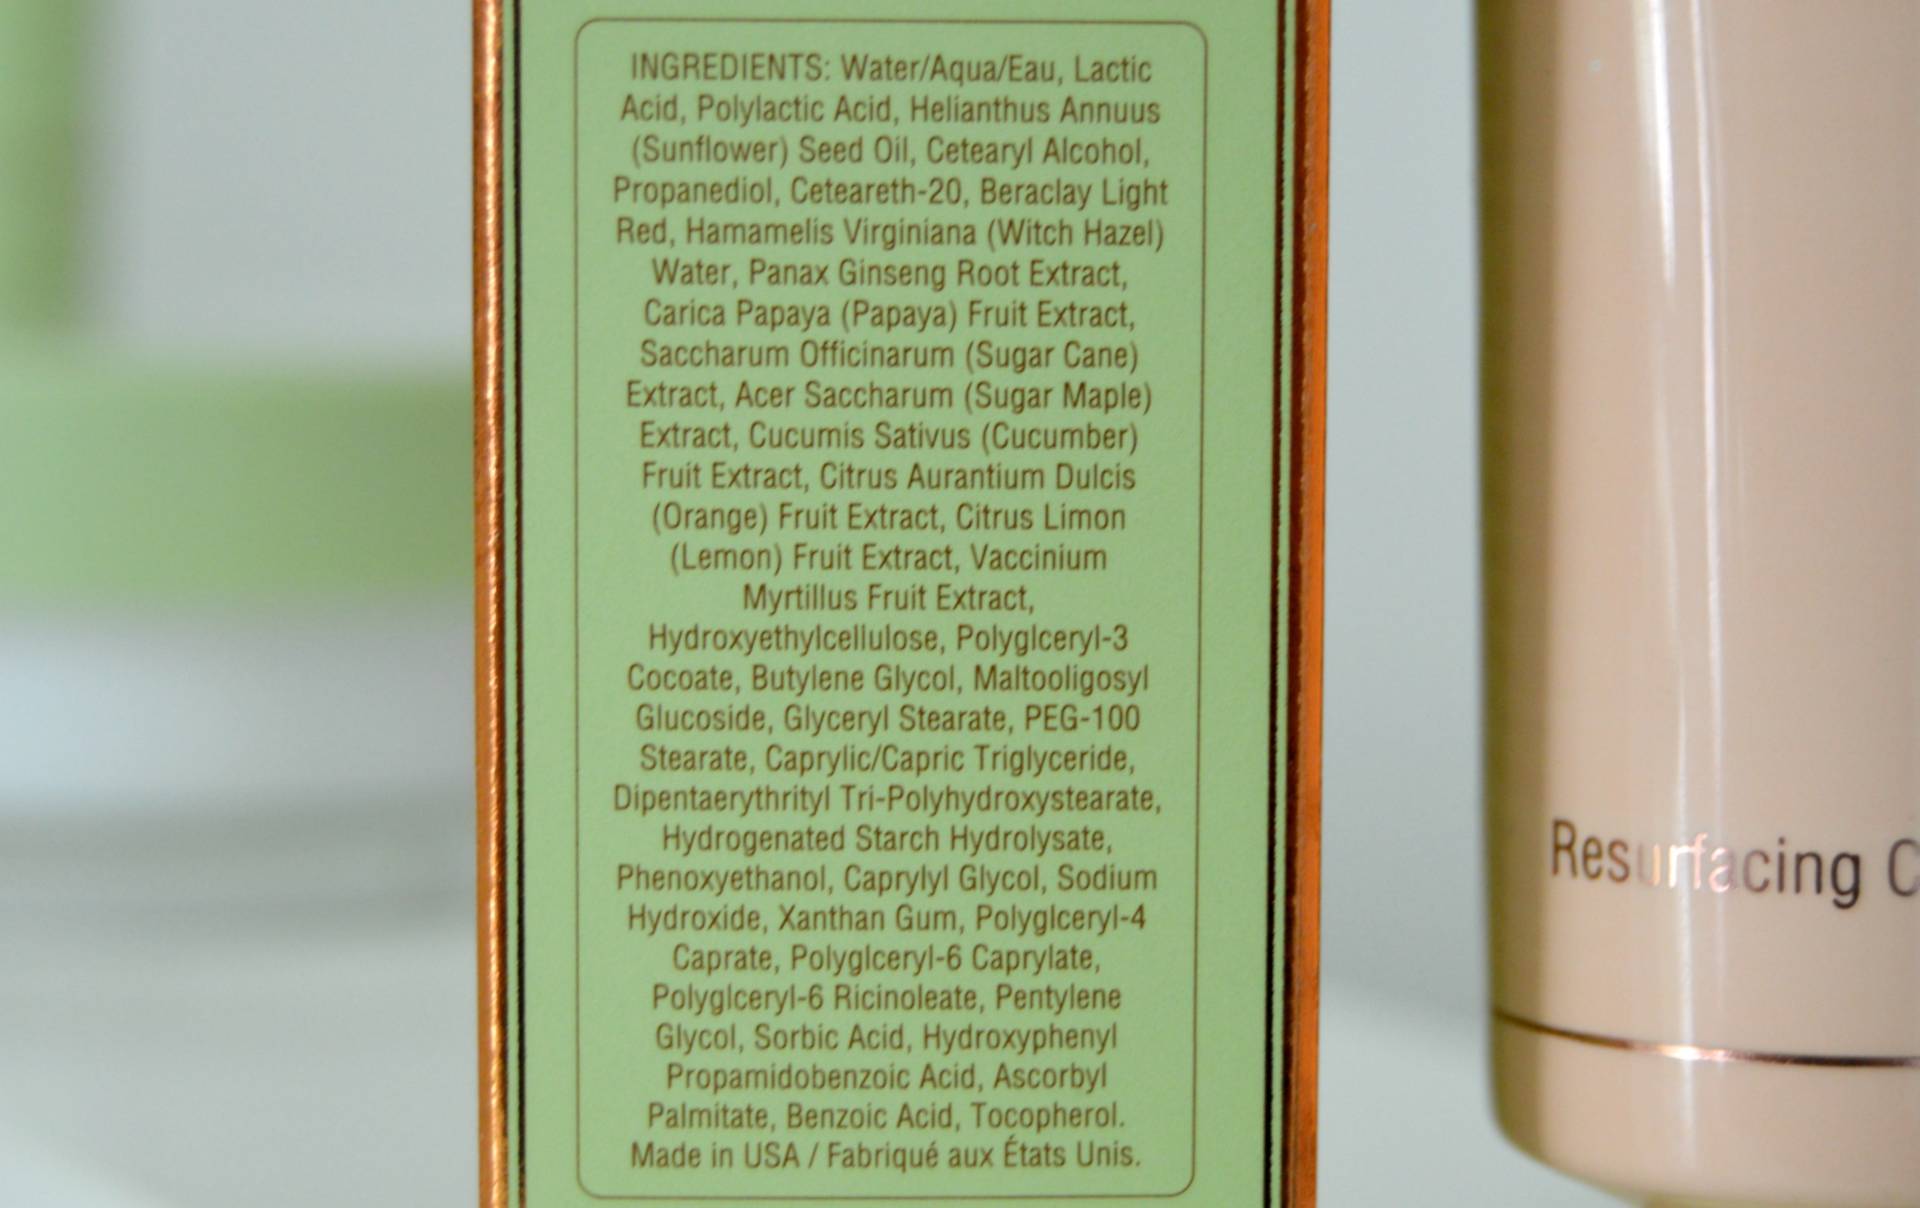 INGREDIENTS: Water/Aqua/Eau, Lactic
Acid, Polylactic Acid, Helianthus Annuus
(Sunflower) Seed Oil, Cetearyl Alcohol,
Propanediol, Ceteareth-20, Beraclay Light
Red, Hamamelis Virginiana (Witch Hazel)
Water, Panax Ginseng Root Extract,
Carica Papaya (Papaya) Fruit Extract,
Saccharum Officinarum (Sugar Cane)
Extract, Acer Saccharum (Sugar Maple)
Extract, Cucumis Sativus (Cucumber)
Fruit Extract, Citrus Aurantium Dulcis
(Orange) Fruit Extract, Citrus Limon
(Lemon) Fruit Extract, Vaccinium
Myrtillus Fruit Extract,
Hydroxyethylcellulose, Polyglceryl-3
Cocoate, Butylene Glycol, Maltooligosyl
Glucoside, Glyceryl Stearate, PEG-100
Stearate, Caprylic/Capric Triglyceride,
Dipentaerythrityl Tri-Polyhydroxystearate,
Hydrogenated Starch Hydrolysate,
Phenoxyethanol, Caprylyl Glycol, Sodium
Hydroxide, Xanthan Gum, Polyglceryl-4
Caprate, Polyglceryl-6 Caprylate,
Polyglceryl-6 Ricinoleate, Pentylene
Glycol, Sorbic Acid, Hydroxyphenyl
Propamidobenzoic Acid, Ascorbyl
Palmitate, Benzoic Acid, Tocopherol.
Made in USA / Fabriqué aux États Unis.
Resurfacing C